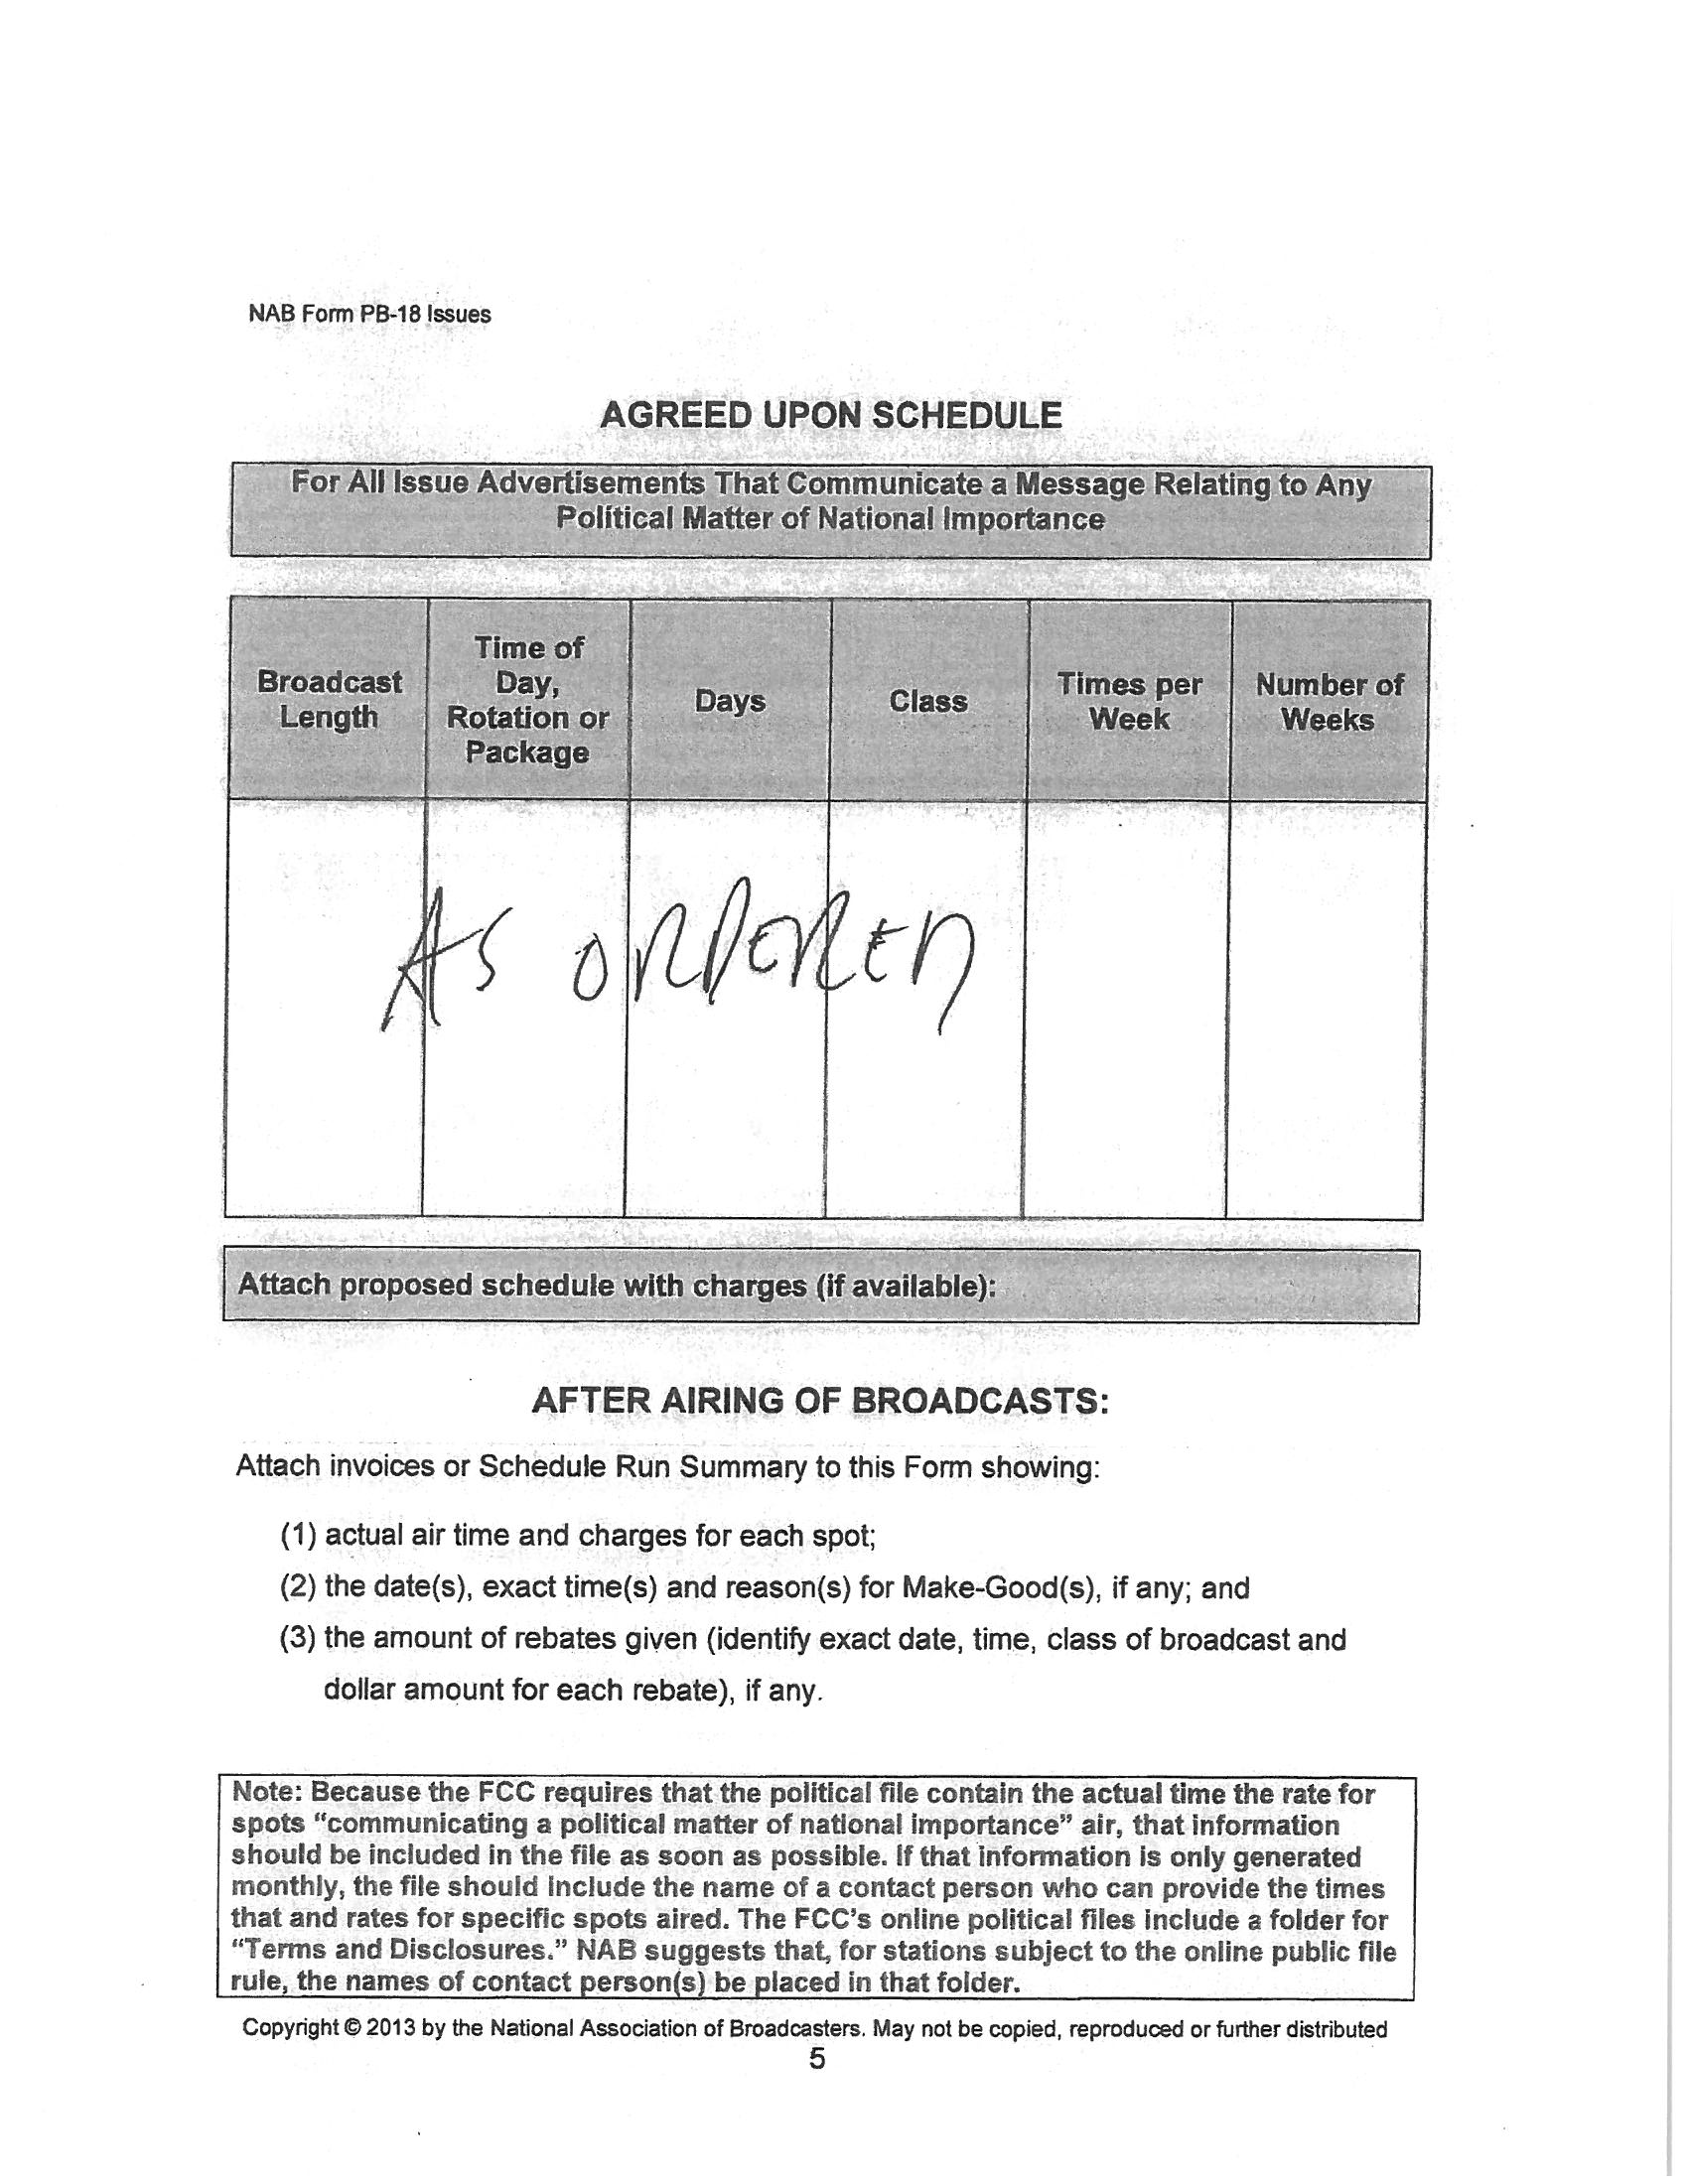 NAB Form PB-18 Issues
AGREED UPON SCHEDULE
For All Issue Advertisements That Communicate a Message Relating to Any
Political Matter of National Importance
Broadcast
Length
Time of
Day,
Rotation or
Package
Days
Class
Times per
Week
Number of
Weeks
AS ORDERED
Attach proposed schedule with charges (if available):
AFTER AIRING OF BROADCASTS:
Attach invoices or Schedule Run Summary to this Form showing:
(1) actual air time and charges for each spot;
(2) the date(s), exact time(s) and reason(s) for Make-Good(s), if any; and
(3) the amount of rebates given (identify exact date, time, class of broadcast and
dollar amount for each rebate), if any.
Note: Because the FCC requires that the political file contain the actual time the rate for
spots “communicating a political matter of national importance” air, that information
should be included in the file as soon as possible. If that information is only generated
monthly, the file should include the name of a contact person who can provide the times
that and rates for specific spots aired. The FCC’s online political files include a folder for
“Terms and Disclosures.” NAB suggests that, for stations subject to the online public file
rule, the names of contact person(s) be placed in that folder.
Copyright © 2013 by the National Association of Broadcasters. May not be copied, reproduced or further distributed
5